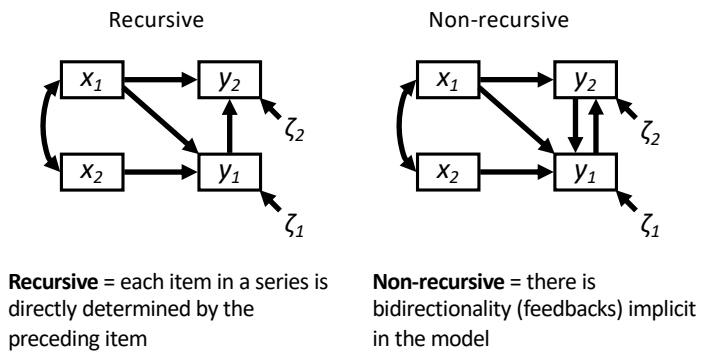 Recursive
x1
y2
ζ2
x2
y1
ζ1
Non-recursive
x1
y2
ζ2
x2
y1
ζ1
Recursive = each item in a series is
directly determined by the
preceding item
Non-recursive = there is
bidirectionality (feedbacks) implicit
in the model